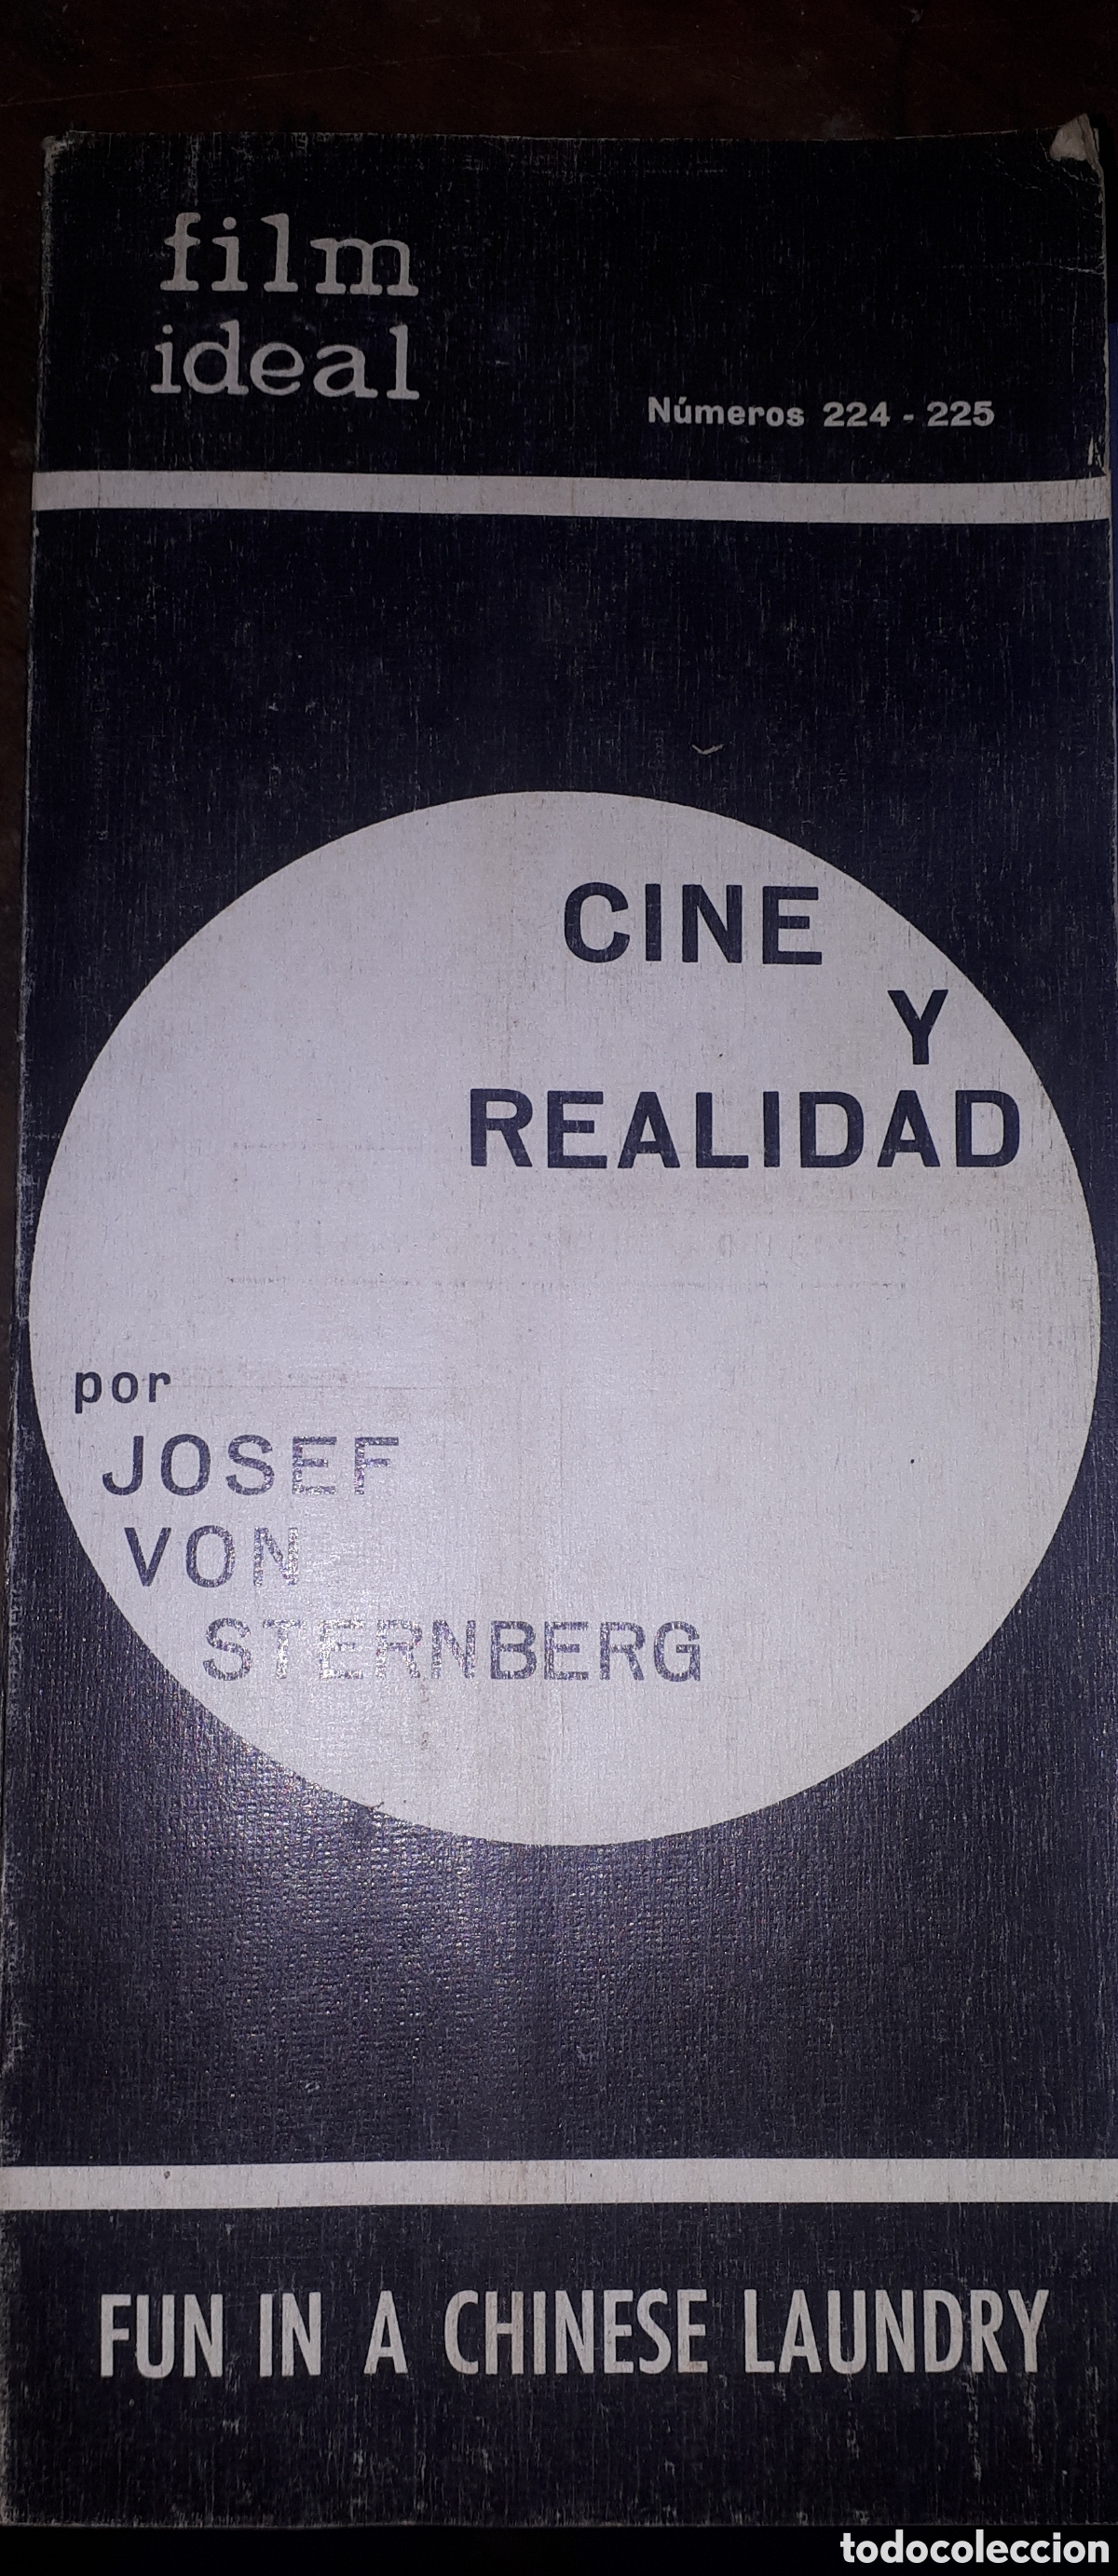 film
ideal
Números 224 - 225
CINE
Y
REALIDAD
por
JOSEF
VON
STERNBERG
FUN IN A CHINESE LAUNDRY
todocoleccion